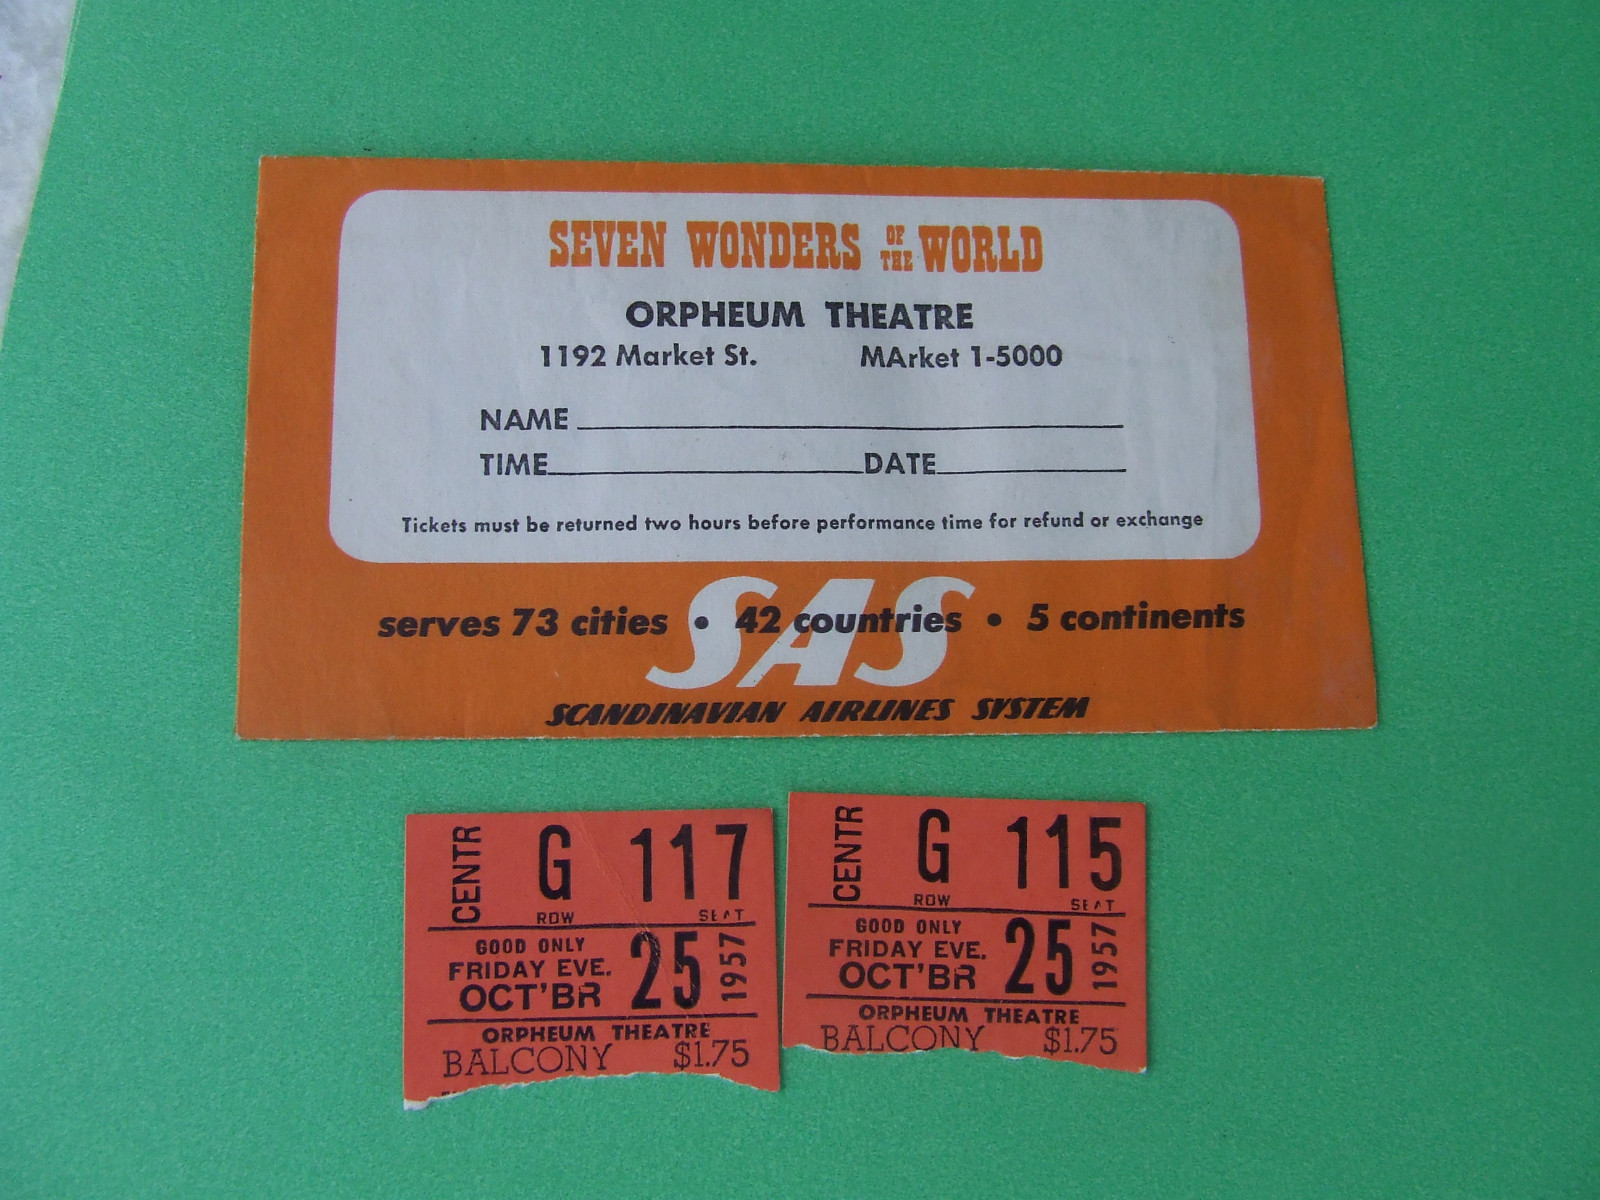 SEVEN WONDERS OF THE WORLD
ORPHEUM THEATRE
1192 Market St. MArket 1-5000
NAME
TIME DATE
Tickets must be returned two hours before performance time for refund or exchange
SAS
serves 73 cities • 42 countries • 5 continents
SCANDINAVIAN AIRLINES SYSTEM
CENTR
G 117
ROW SEAT
GOOD ONLY
FRIDAY EVE.
OCT'BR 25 1957
ORPHEUM THEATRE
BALCONY $1.75
CENTR
G 115
ROW SEAT
GOOD ONLY
FRIDAY EVE.
OCT'BR 25 1957
ORPHEUM THEATRE
BALCONY $1.75